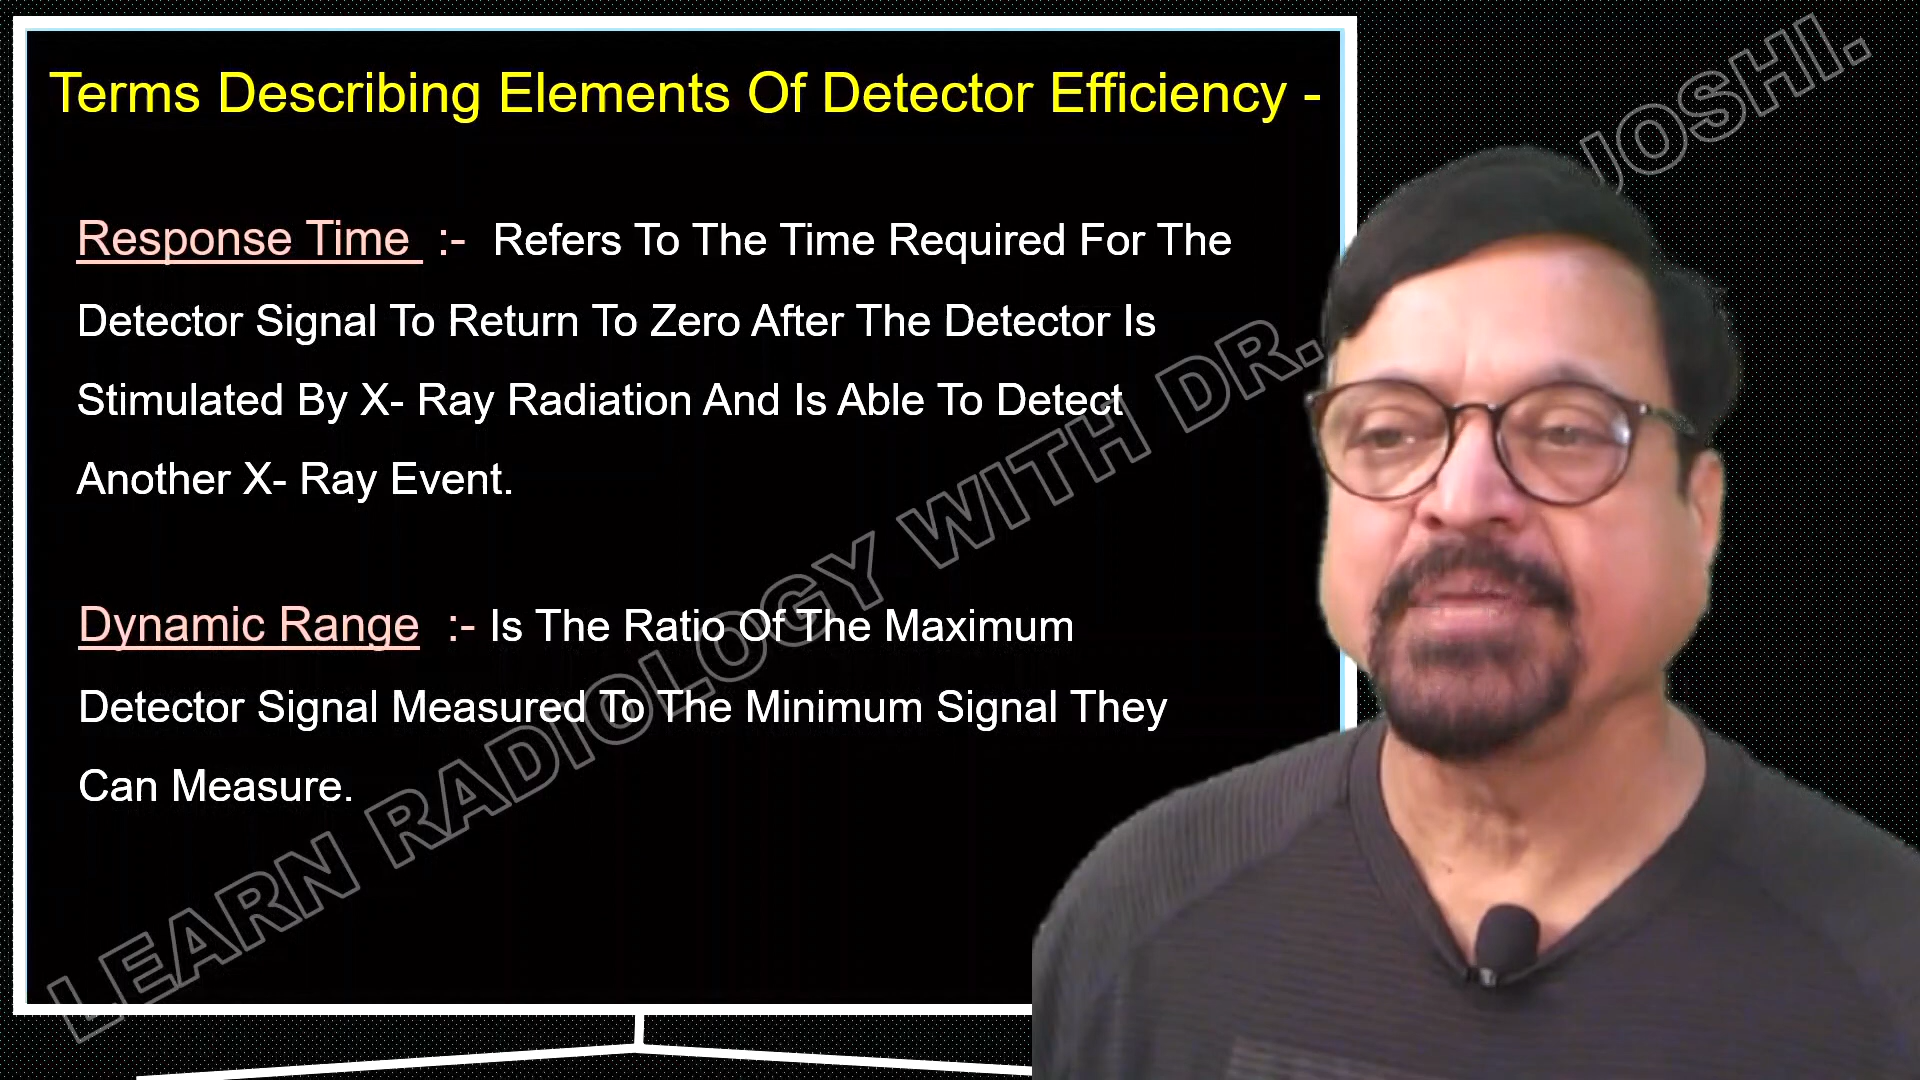 Terms Describing Elements Of Detector Efficiency -
Response Time :- Refers To The Time Required For The
Detector Signal To Return To Zero After The Detector Is
Stimulated By X- Ray Radiation And Is Able To Detect
Another X- Ray Event.
Dynamic Range :- Is The Ratio Of The Maximum
Detector Signal Measured To The Minimum Signal They
Can Measure.
LEARN RADIOLOGY WITH DR. JOSHI.